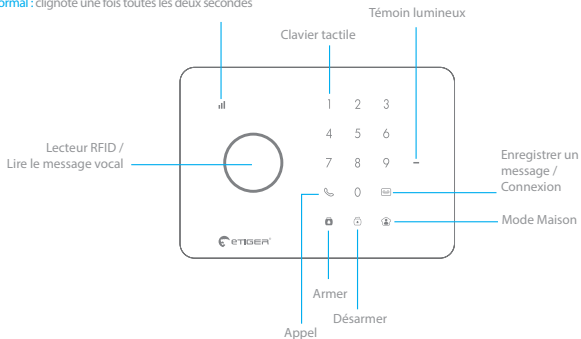 ormal : clignote une fois toutes les deux secondes
Témoin lumineux
Clavier tactile
1 2 3
4 5 6
Lecteur RFID /
Lire le message vocal
7 8 9
Enregistrer un
message /
Connexion
0
Mode Maison
eTIGER
Armer
Désarmer
Appel